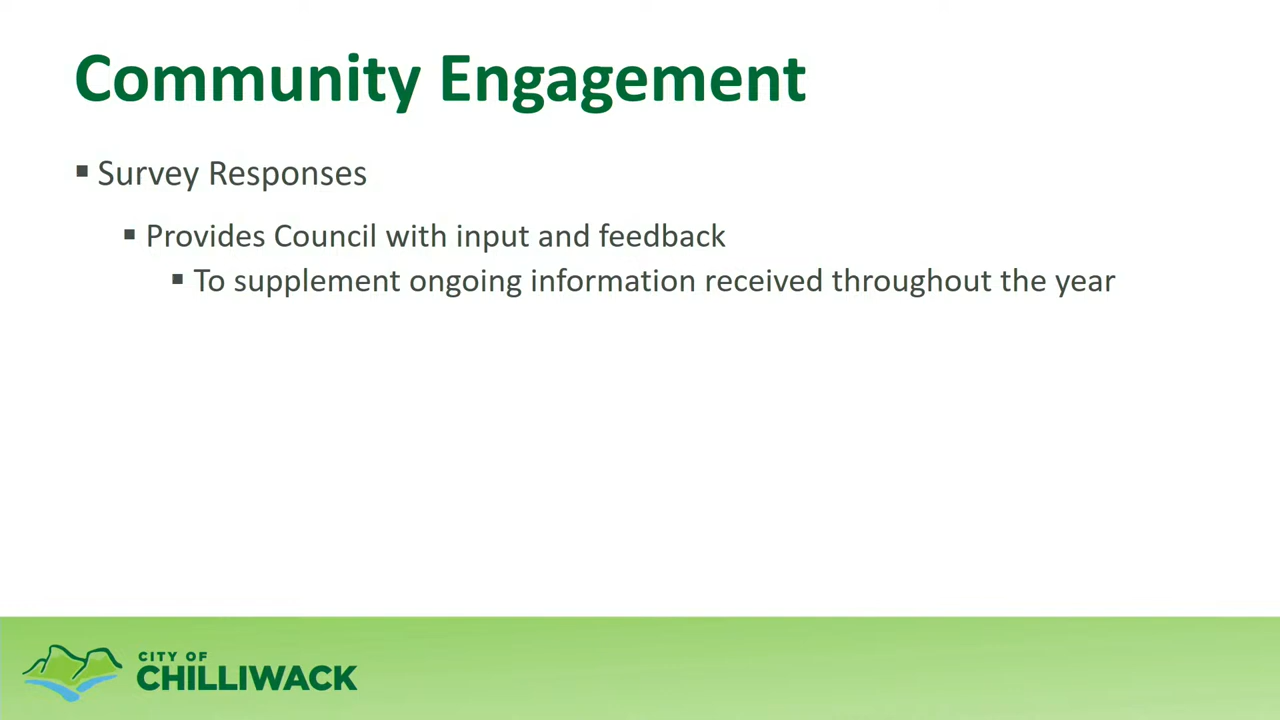 Community Engagement
▪ Survey Responses
▪ Provides Council with input and feedback
▪ To supplement ongoing information received throughout the year
CITY OF
CHILLIWACK